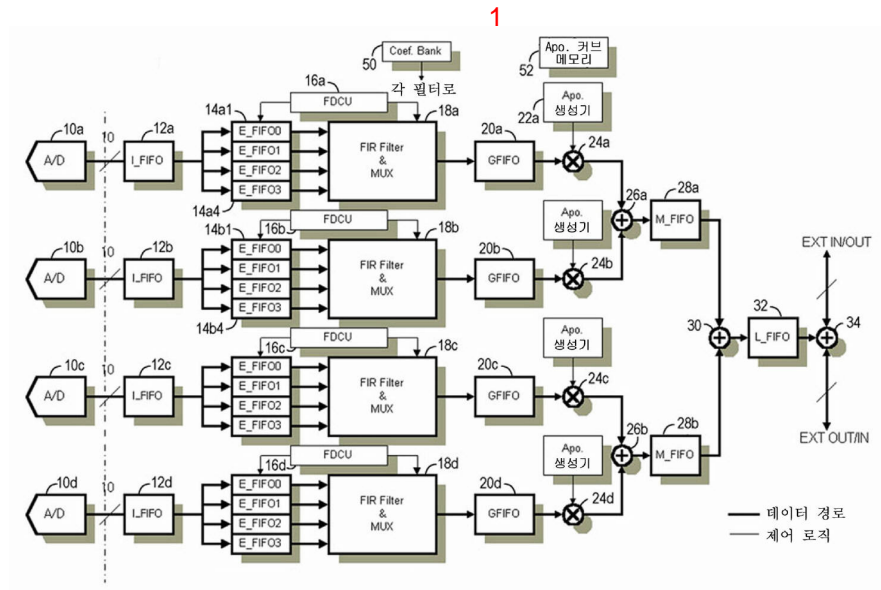 1
50
Coef. Bank
각 필터로
52
Apo. 커브
메모리
16a
FDCU
22a
Apo.
생성기
10a
A/D
10
12a
I_FIFO
14a1
E_FIFO0
E_FIFO1
E_FIFO2
E_FIFO3
14a4
18a
FIR Filter
&
MUX
20a
GFIFO
24a
26a
28a
M_FIFO
10b
A/D
10
12b
I_FIFO
14b1
16b
FDCU
E_FIFO0
E_FIFO1
E_FIFO2
E_FIFO3
14b4
18b
FIR Filter
&
MUX
20b
GFIFO
Apo.
생성기
24b
EXT IN/OUT
30
32
L_FIFO
34
EXT OUT/IN
10c
A/D
10
12c
I_FIFO
16c
FDCU
E_FIFO0
E_FIFO1
E_FIFO2
E_FIFO3
18c
FIR Filter
&
MUX
20c
GFIFO
Apo.
생성기
24c
26b
28b
M_FIFO
10d
A/D
10
12d
I_FIFO
16d
FDCU
E_FIFO0
E_FIFO1
E_FIFO2
E_FIFO3
18d
FIR Filter
&
MUX
20d
GFIFO
Apo.
생성기
24d
데이터 경로
제어 로직